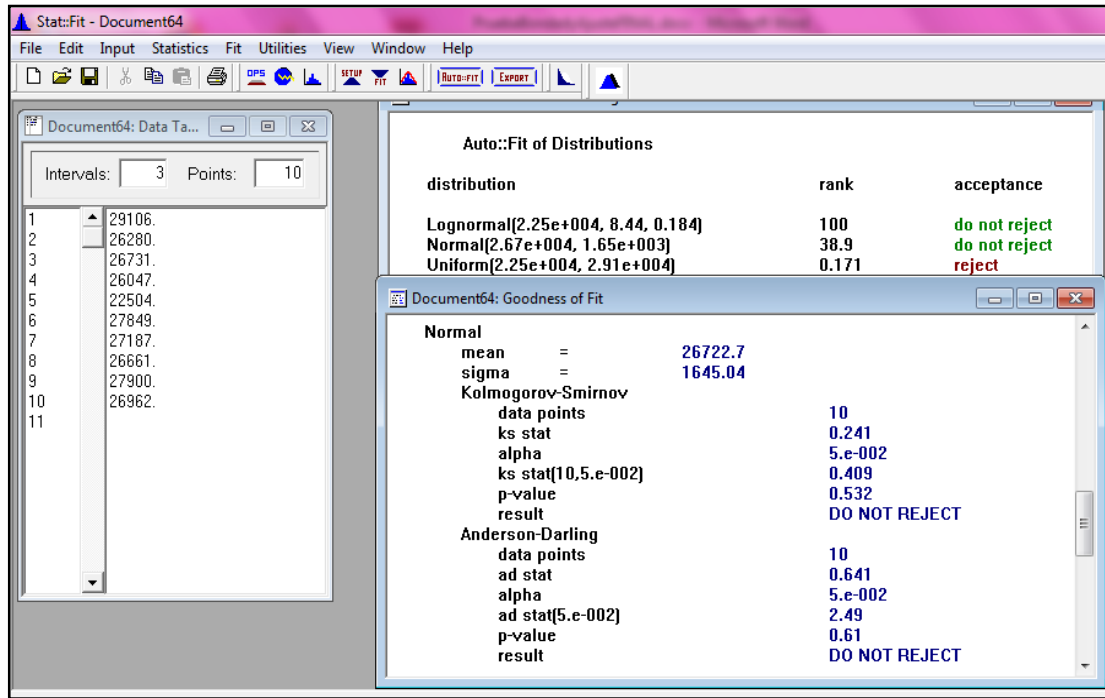 Stat::Fit - Document64
File Edit Input Statistics Fit Utilities View Window Help
OPS SETUP FIT AUTO::FIT EXPORT
Document64: Data Ta...
Intervals: 3 Points: 10
1 29106.
2 26280.
3 26731.
4 26047.
5 22504.
6 27849.
7 27187.
8 26661.
9 27900.
10 26962.
11
Auto::Fit of Distributions
distribution rank acceptance
Lognormal(2.25e+004, 8.44, 0.184) 100 do not reject
Normal(2.67e+004, 1.65e+003) 38.9 do not reject
Uniform(2.25e+004, 2.91e+004) 0.171 reject
Document64: Goodness of Fit
Normal
mean = 26722.7
sigma = 1645.04
Kolmogorov-Smirnov
data points 10
ks stat 0.241
alpha 5.e-002
ks stat(10,5.e-002) 0.409
p-value 0.532
result DO NOT REJECT
Anderson-Darling
data points 10
ad stat 0.641
alpha 5.e-002
ad stat(5.e-002) 2.49
p-value 0.61
result DO NOT REJECT